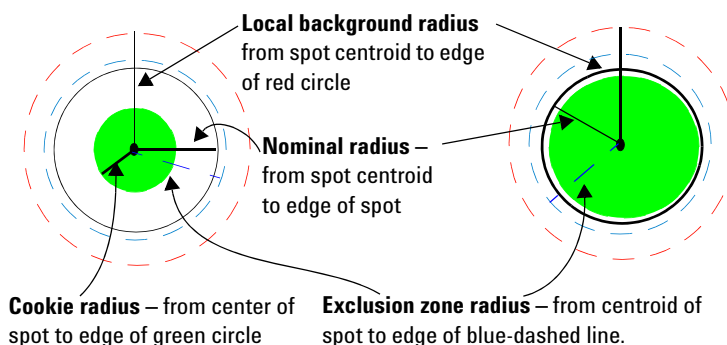 Local background radius
from spot centroid to edge
of red circle
Nominal radius –
from spot centroid
to edge of spot
Cookie radius – from center of
spot to edge of green circle
Exclusion zone radius – from centroid of
spot to edge of blue-dashed line.